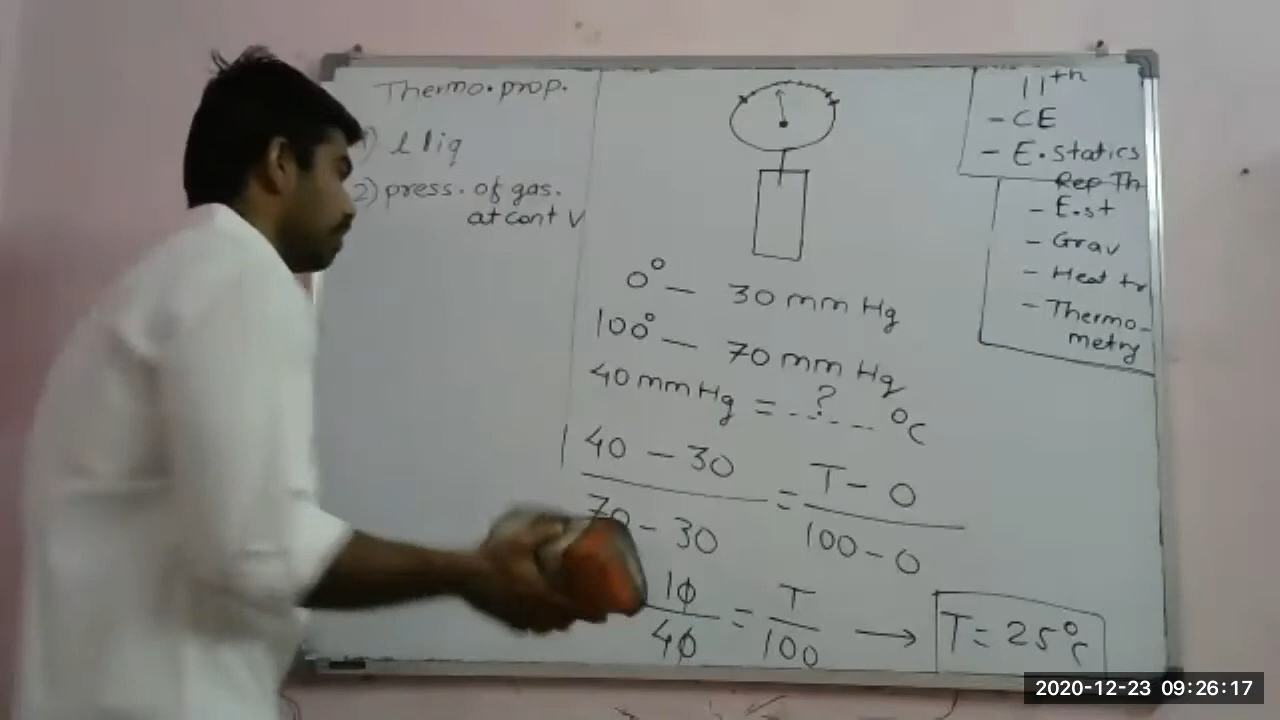 Thermo. prop.
1) l liq
2) press. of gas.
at cont V
0° — 30 mm Hg
100° — 70 mm Hg
40 mm Hg = ..?.. °C
40 — 30
70 - 30
=
T - 0
100 - 0
10
40
=
T
100
→ T = 25°C
11th
- CE
- E. Statics
Rep Th
- E.st
- Grav
- Heat tr
- Thermo-
metry
2020-12-23 09:26:17